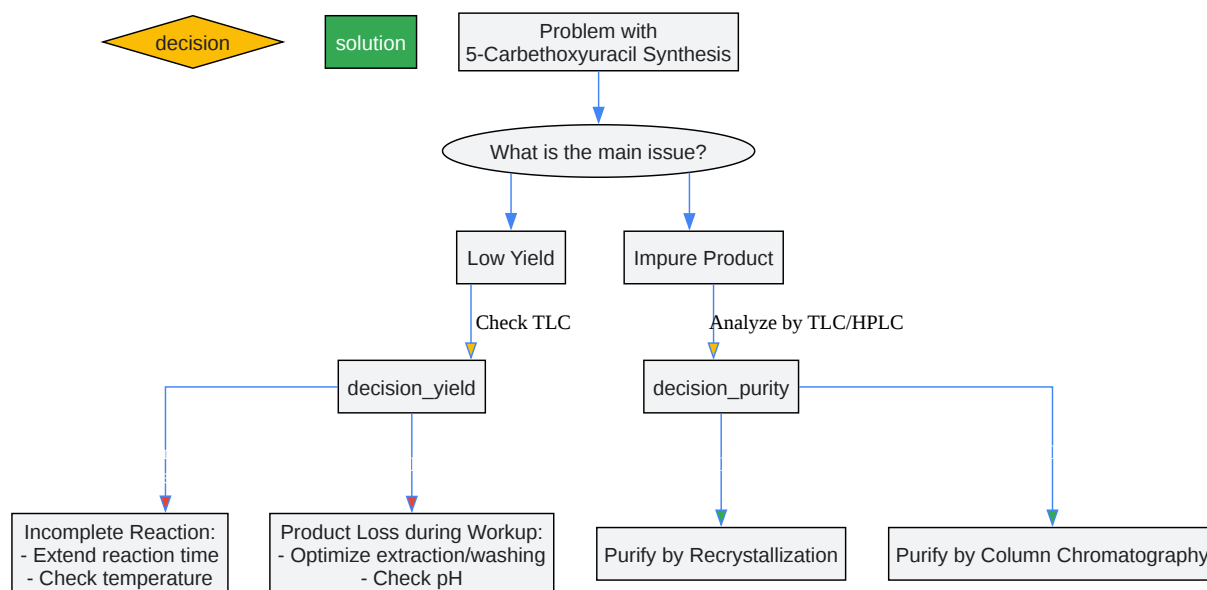 decision
solution
Problem with
5-Carbethoxyuracil Synthesis
What is the main issue?
Low Yield
Impure Product
Check TLC
Analyze by TLC/HPLC
decision_yield
decision_purity
Incomplete Reaction:
- Extend reaction time
- Check temperature
Product Loss during Workup:
- Optimize extraction/washing
- Check pH
Purify by Recrystallization
Purify by Column Chromatography